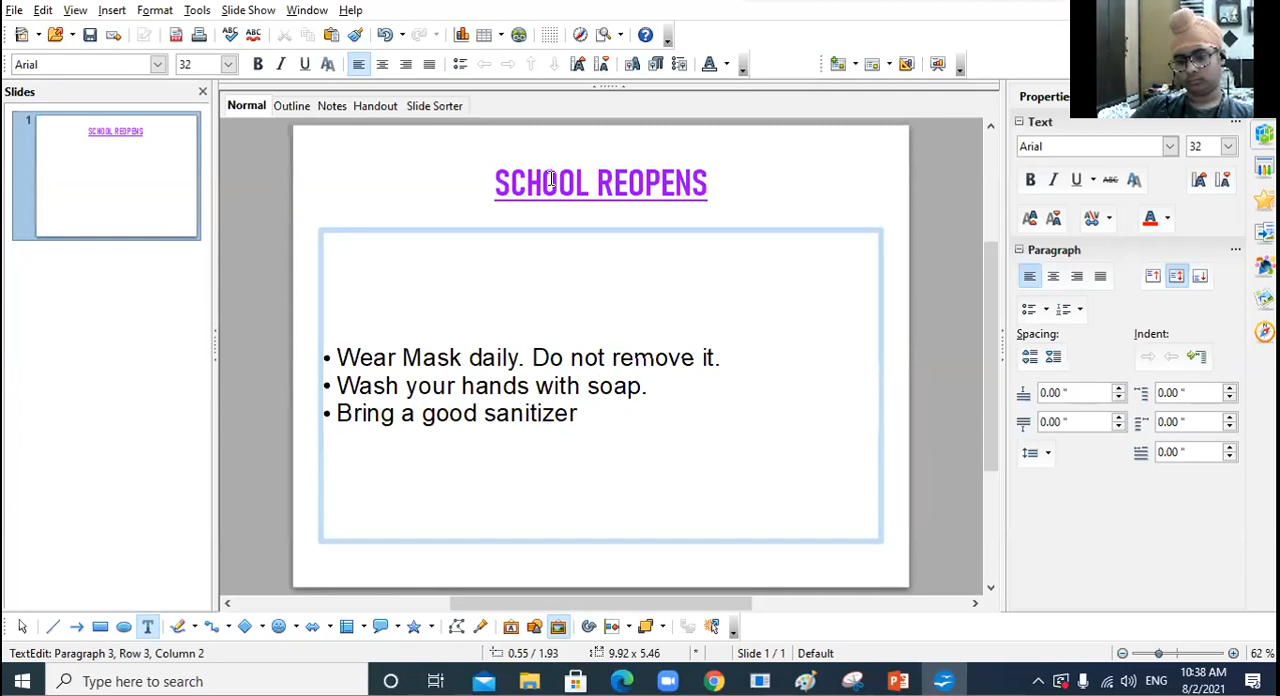 File Edit View Insert Format Tools Slide Show Window Help
Arial 32
Slides
Normal Outline Notes Handout Slide Sorter
Properties
1
SCHOOL REOPENS
Text
Arial 32
SCHOOL REOPENS
Paragraph
• Wear Mask daily. Do not remove it.
• Wash your hands with soap.
• Bring a good sanitizer
Spacing: Indent:
0.00 " 0.00 "
0.00 " 0.00 "
0.00 "
TextEdit: Paragraph 3, Row 3, Column 2 0.55 / 1.93 9.92 x 5.46 * Slide 1 / 1 Default 62 %
Type here to search
ENG
10:38 AM
8/2/2021